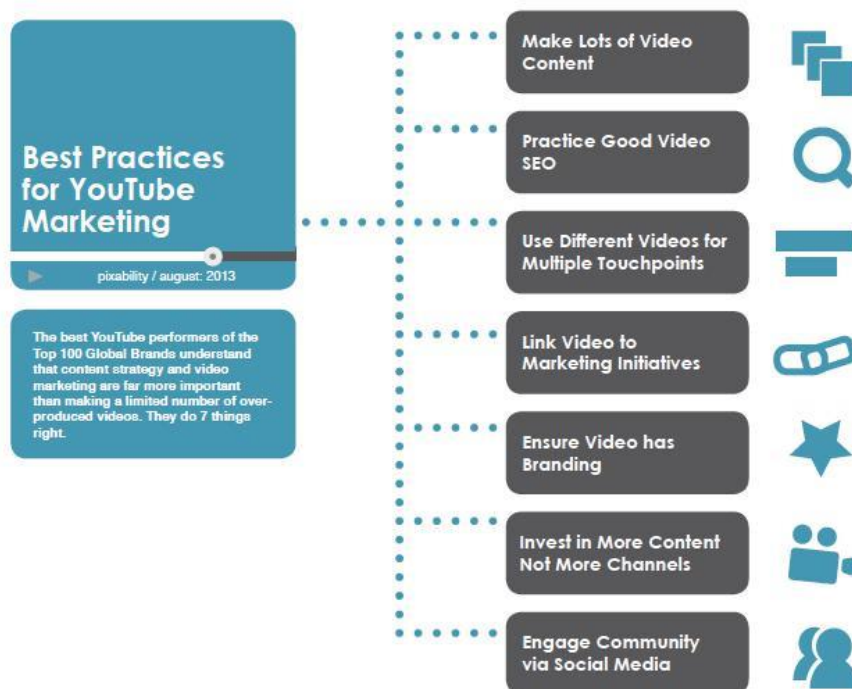 Best Practices
for YouTube
Marketing
pixability / august: 2013
The best YouTube performers of the
Top 100 Global Brands understand
that content strategy and video
marketing are far more important
than making a limited number of over-
produced videos. They do 7 things
right.
Make Lots of Video
Content
Practice Good Video
SEO
Use Different Videos for
Multiple Touchpoints
Link Video to
Marketing Initiatives
Ensure Video has
Branding
Invest in More Content
Not More Channels
Engage Community
via Social Media